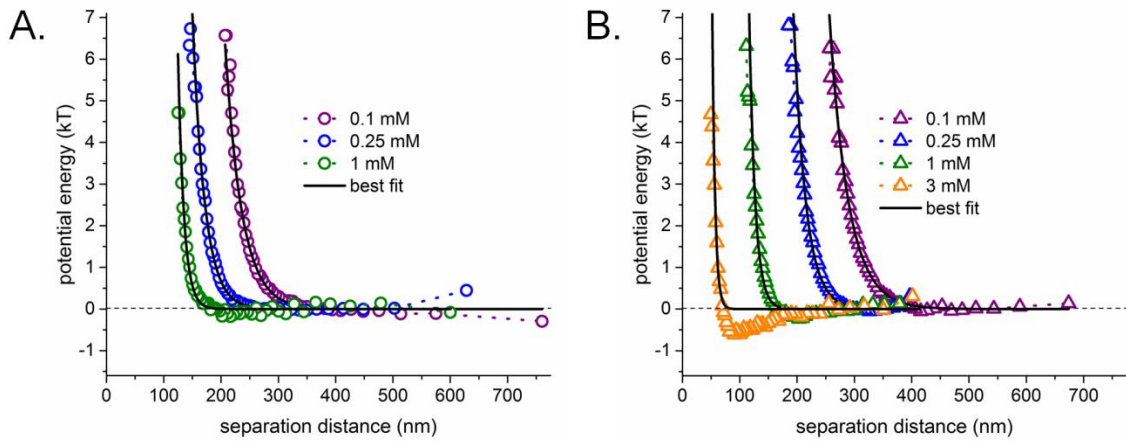 A.
7
6
5
4
3
2
1
0
-1
0 100 200 300 400 500 600 700
potential energy (kT)
separation distance (nm)
0.1 mM
0.25 mM
1 mM
best fit
B.
7
6
5
4
3
2
1
0
-1
0 100 200 300 400 500 600 700
potential energy (kT)
separation distance (nm)
0.1 mM
0.25 mM
1 mM
3 mM
best fit